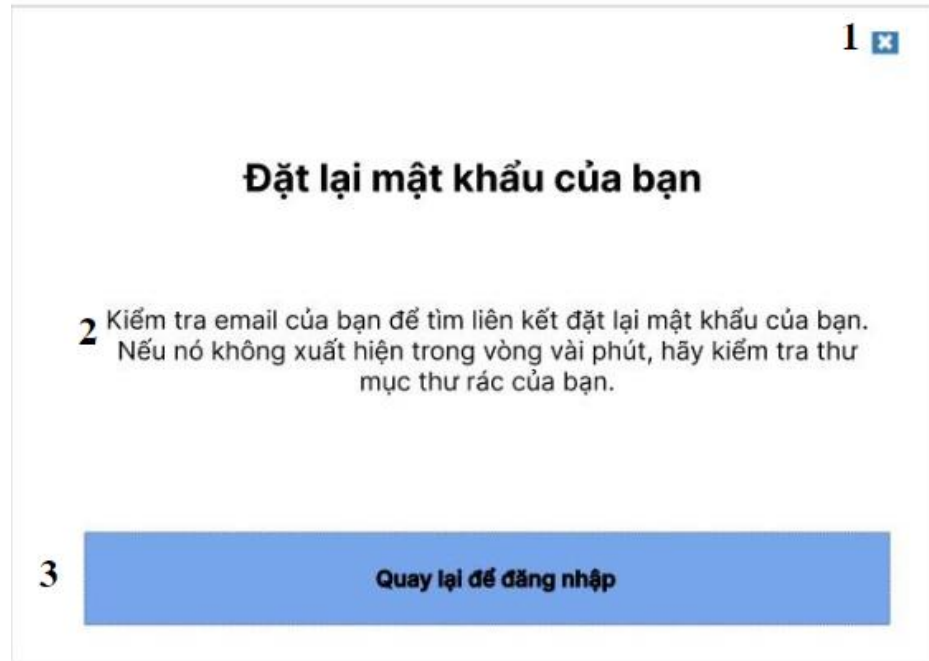 1
Đặt lại mật khẩu của bạn
2 Kiểm tra email của bạn để tìm liên kết đặt lại mật khẩu của bạn.
Nếu nó không xuất hiện trong vòng vài phút, hãy kiểm tra thư
mục thư rác của bạn.
3 Quay lại để đăng nhập